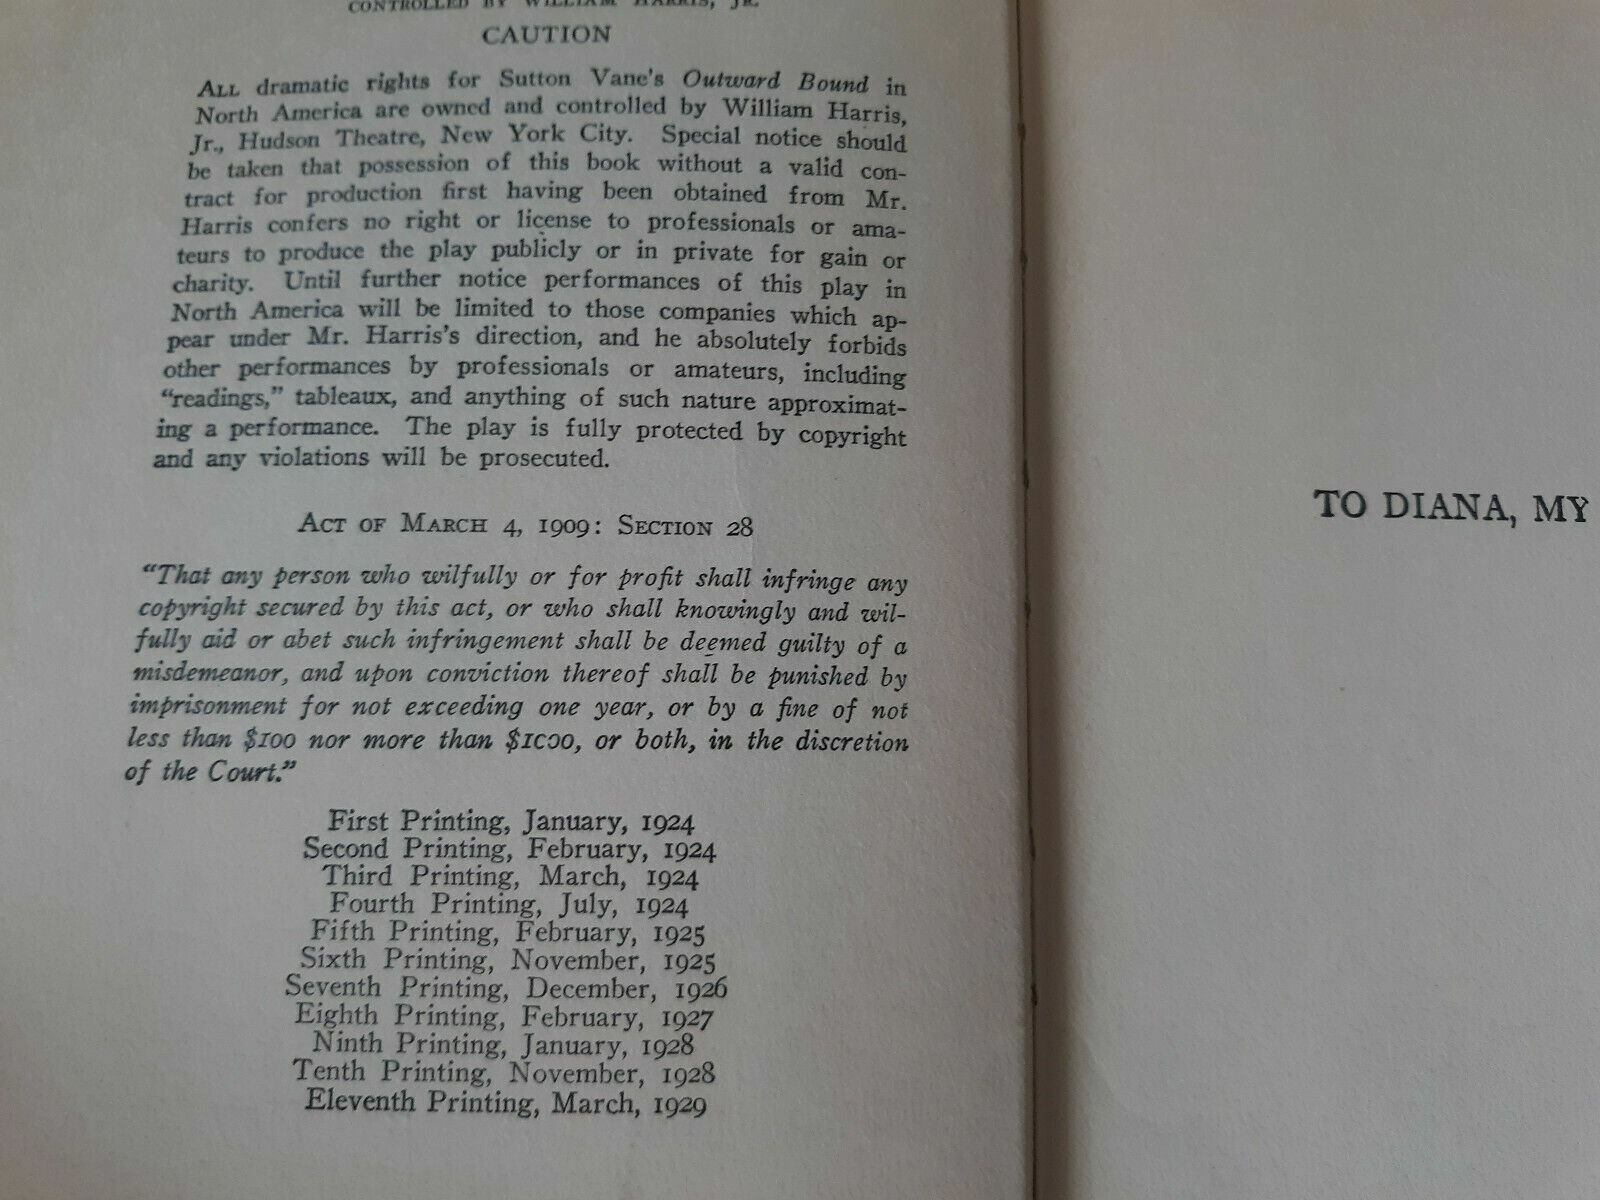 CONTROLLED BY WILLIAM HARRIS, JR.
CAUTION
ALL dramatic rights for Sutton Vane's Outward Bound in
North America are owned and controlled by William Harris,
Jr., Hudson Theatre, New York City. Special notice should
be taken that possession of this book without a valid con-
tract for production first having been obtained from Mr.
Harris confers no right or license to professionals or ama-
teurs to produce the play publicly or in private for gain or
charity. Until further notice performances of this play in
North America will be limited to those companies which ap-
pear under Mr. Harris's direction, and he absolutely forbids
other performances by professionals or amateurs, including
“readings,” tableaux, and anything of such nature approximat-
ing a performance. The play is fully protected by copyright
and any violations will be prosecuted.
ACT OF MARCH 4, 1909: SECTION 28
“That any person who wilfully or for profit shall infringe any
copyright secured by this act, or who shall knowingly and wil-
fully aid or abet such infringement shall be deemed guilty of a
misdemeanor, and upon conviction thereof shall be punished by
imprisonment for not exceeding one year, or by a fine of not
less than $100 nor more than $1000, or both, in the discretion
of the Court.”
First Printing, January, 1924
Second Printing, February, 1924
Third Printing, March, 1924
Fourth Printing, July, 1924
Fifth Printing, February, 1925
Sixth Printing, November, 1925
Seventh Printing, December, 1926
Eighth Printing, February, 1927
Ninth Printing, January, 1928
Tenth Printing, November, 1928
Eleventh Printing, March, 1929
TO DIANA, MY